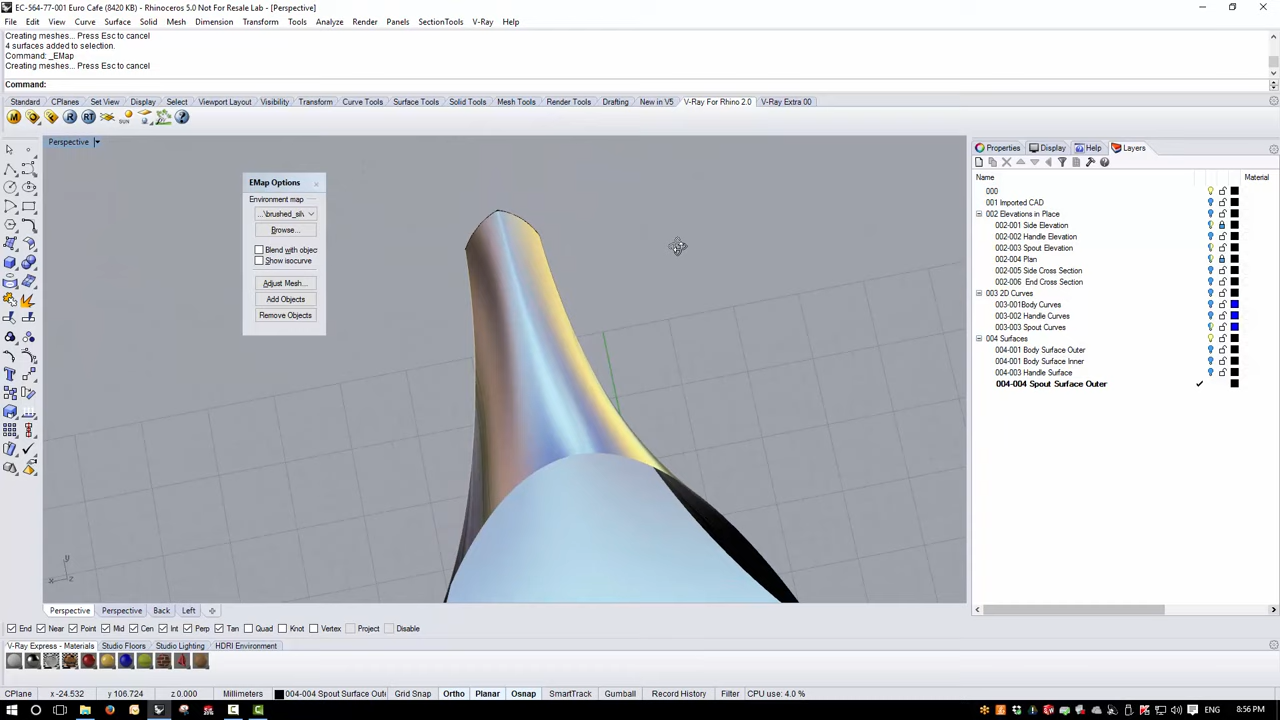 EC-564-77-001 Euro Cafe (8420 KB) - Rhinoceros 5.0 Not For Resale Lab - [Perspective]
File Edit View Curve Surface Solid Mesh Dimension Transform Tools Analyze Render Panels SectionTools V-Ray Help
Creating meshes... Press Esc to cancel
4 surfaces added to selection.
Command: _EMap
Creating meshes... Press Esc to cancel
Command:
Standard CPlanes Set View Display Select Viewport Layout Visibility Transform Curve Tools Surface Tools Solid Tools Mesh Tools Render Tools Drafting New in V5 V-Ray For Rhino 2.0 V-Ray Extra 00
Perspective
Properties Display Help Layers
Name Material
000
001 Imported CAD
002 Elevations in Place
002-001 Side Elevation
002-002 Handle Elevation
002-003 Spout Elevation
002-004 Plan
002-005 Side Cross Section
002-006 End Cross Section
003 2D Curves
003-001Body Curves
003-002 Handle Curves
003-003 Spout Curves
004 Surfaces
004-001 Body Surface Outer
004-002 Body Surface Inner
004-003 Handle Surface
004-004 Spout Surface Outer
EMap Options
Environment map
...\brushed_silv
Browse...
Blend with objec
Show isocurve
Adjust Mesh...
Add Objects
Remove Objects
y
x
z
Perspective Perspective Back Left
End Near Point Mid Cen Int Perp Tan Quad Knot Vertex Project Disable
V-Ray Express - Materials Studio Floors Studio Lighting HDRI Environment
CPlane x -24.532 y 106.724 z 0.000 Millimeters 004-004 Spout Surface Oute Grid Snap Ortho Planar Osnap SmartTrack Gumball Record History Filter CPU use: 4.0 %
ENG 8:56 PM